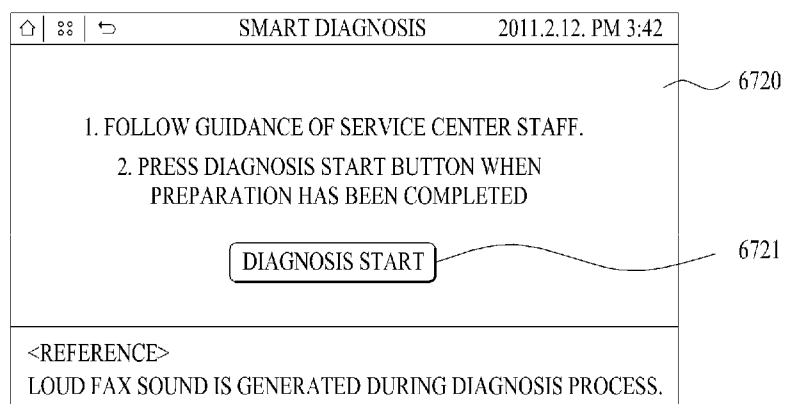 SMART DIAGNOSIS 2011.2.12. PM 3:42
6720
1. FOLLOW GUIDANCE OF SERVICE CENTER STAFF.
2. PRESS DIAGNOSIS START BUTTON WHEN
PREPARATION HAS BEEN COMPLETED
DIAGNOSIS START
6721
<REFERENCE>
LOUD FAX SOUND IS GENERATED DURING DIAGNOSIS PROCESS.